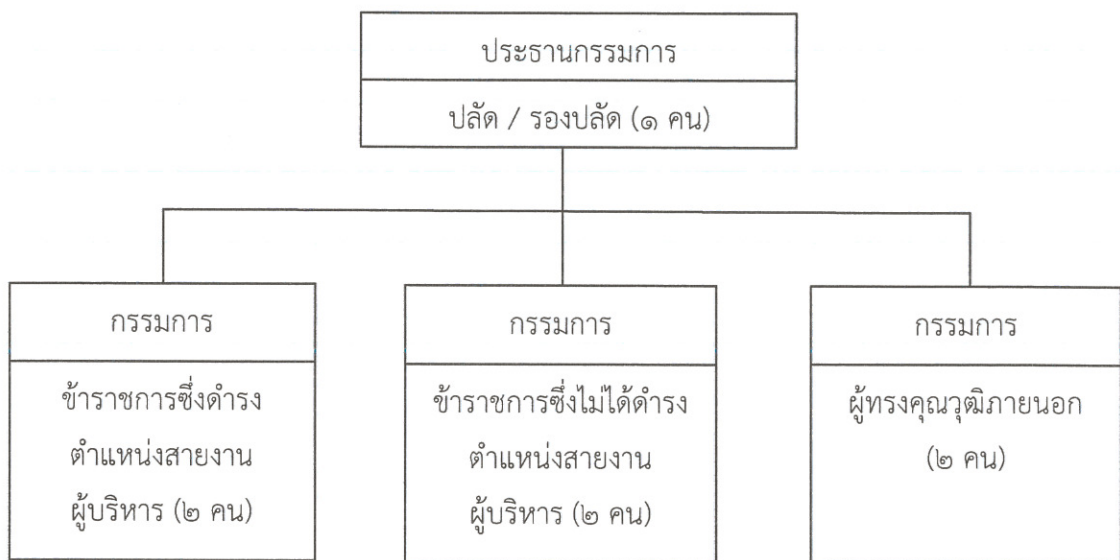 ประธานกรรมการ
ปลัด / รองปลัด (๑ คน)
กรรมการ
ข้าราชการซึ่งดำรง
ตำแหน่งสายงาน
ผู้บริหาร (๒ คน)
กรรมการ
ข้าราชการซึ่งไม่ได้ดำรง
ตำแหน่งสายงาน
ผู้บริหาร (๒ คน)
กรรมการ
ผู้ทรงคุณวุฒิภายนอก
(๒ คน)